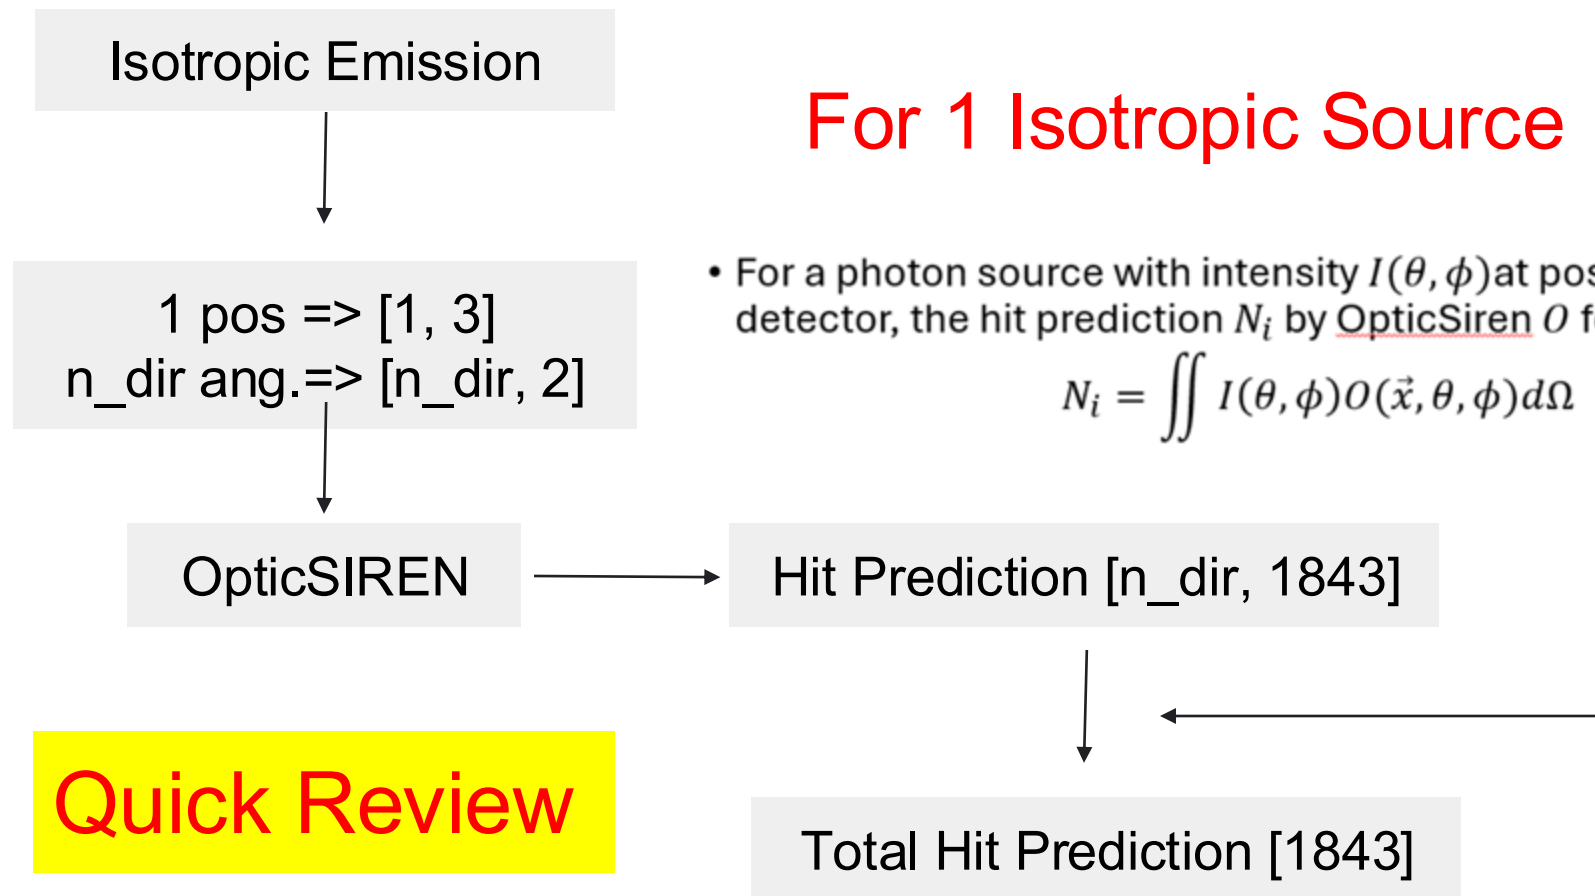 Isotropic Emission
For 1 Isotropic Source
1 pos => [1, 3]
n_dir ang.=> [n_dir, 2]
• For a photon source with intensity I(θ, ϕ)at
detector, the hit prediction Nᵢ by OpticSiren O
Nᵢ = ∬ I(θ, ϕ)O(x⃗, θ, ϕ)dΩ
OpticSIREN
Hit Prediction [n_dir, 1843]
Quick Review
Total Hit Prediction [1843]